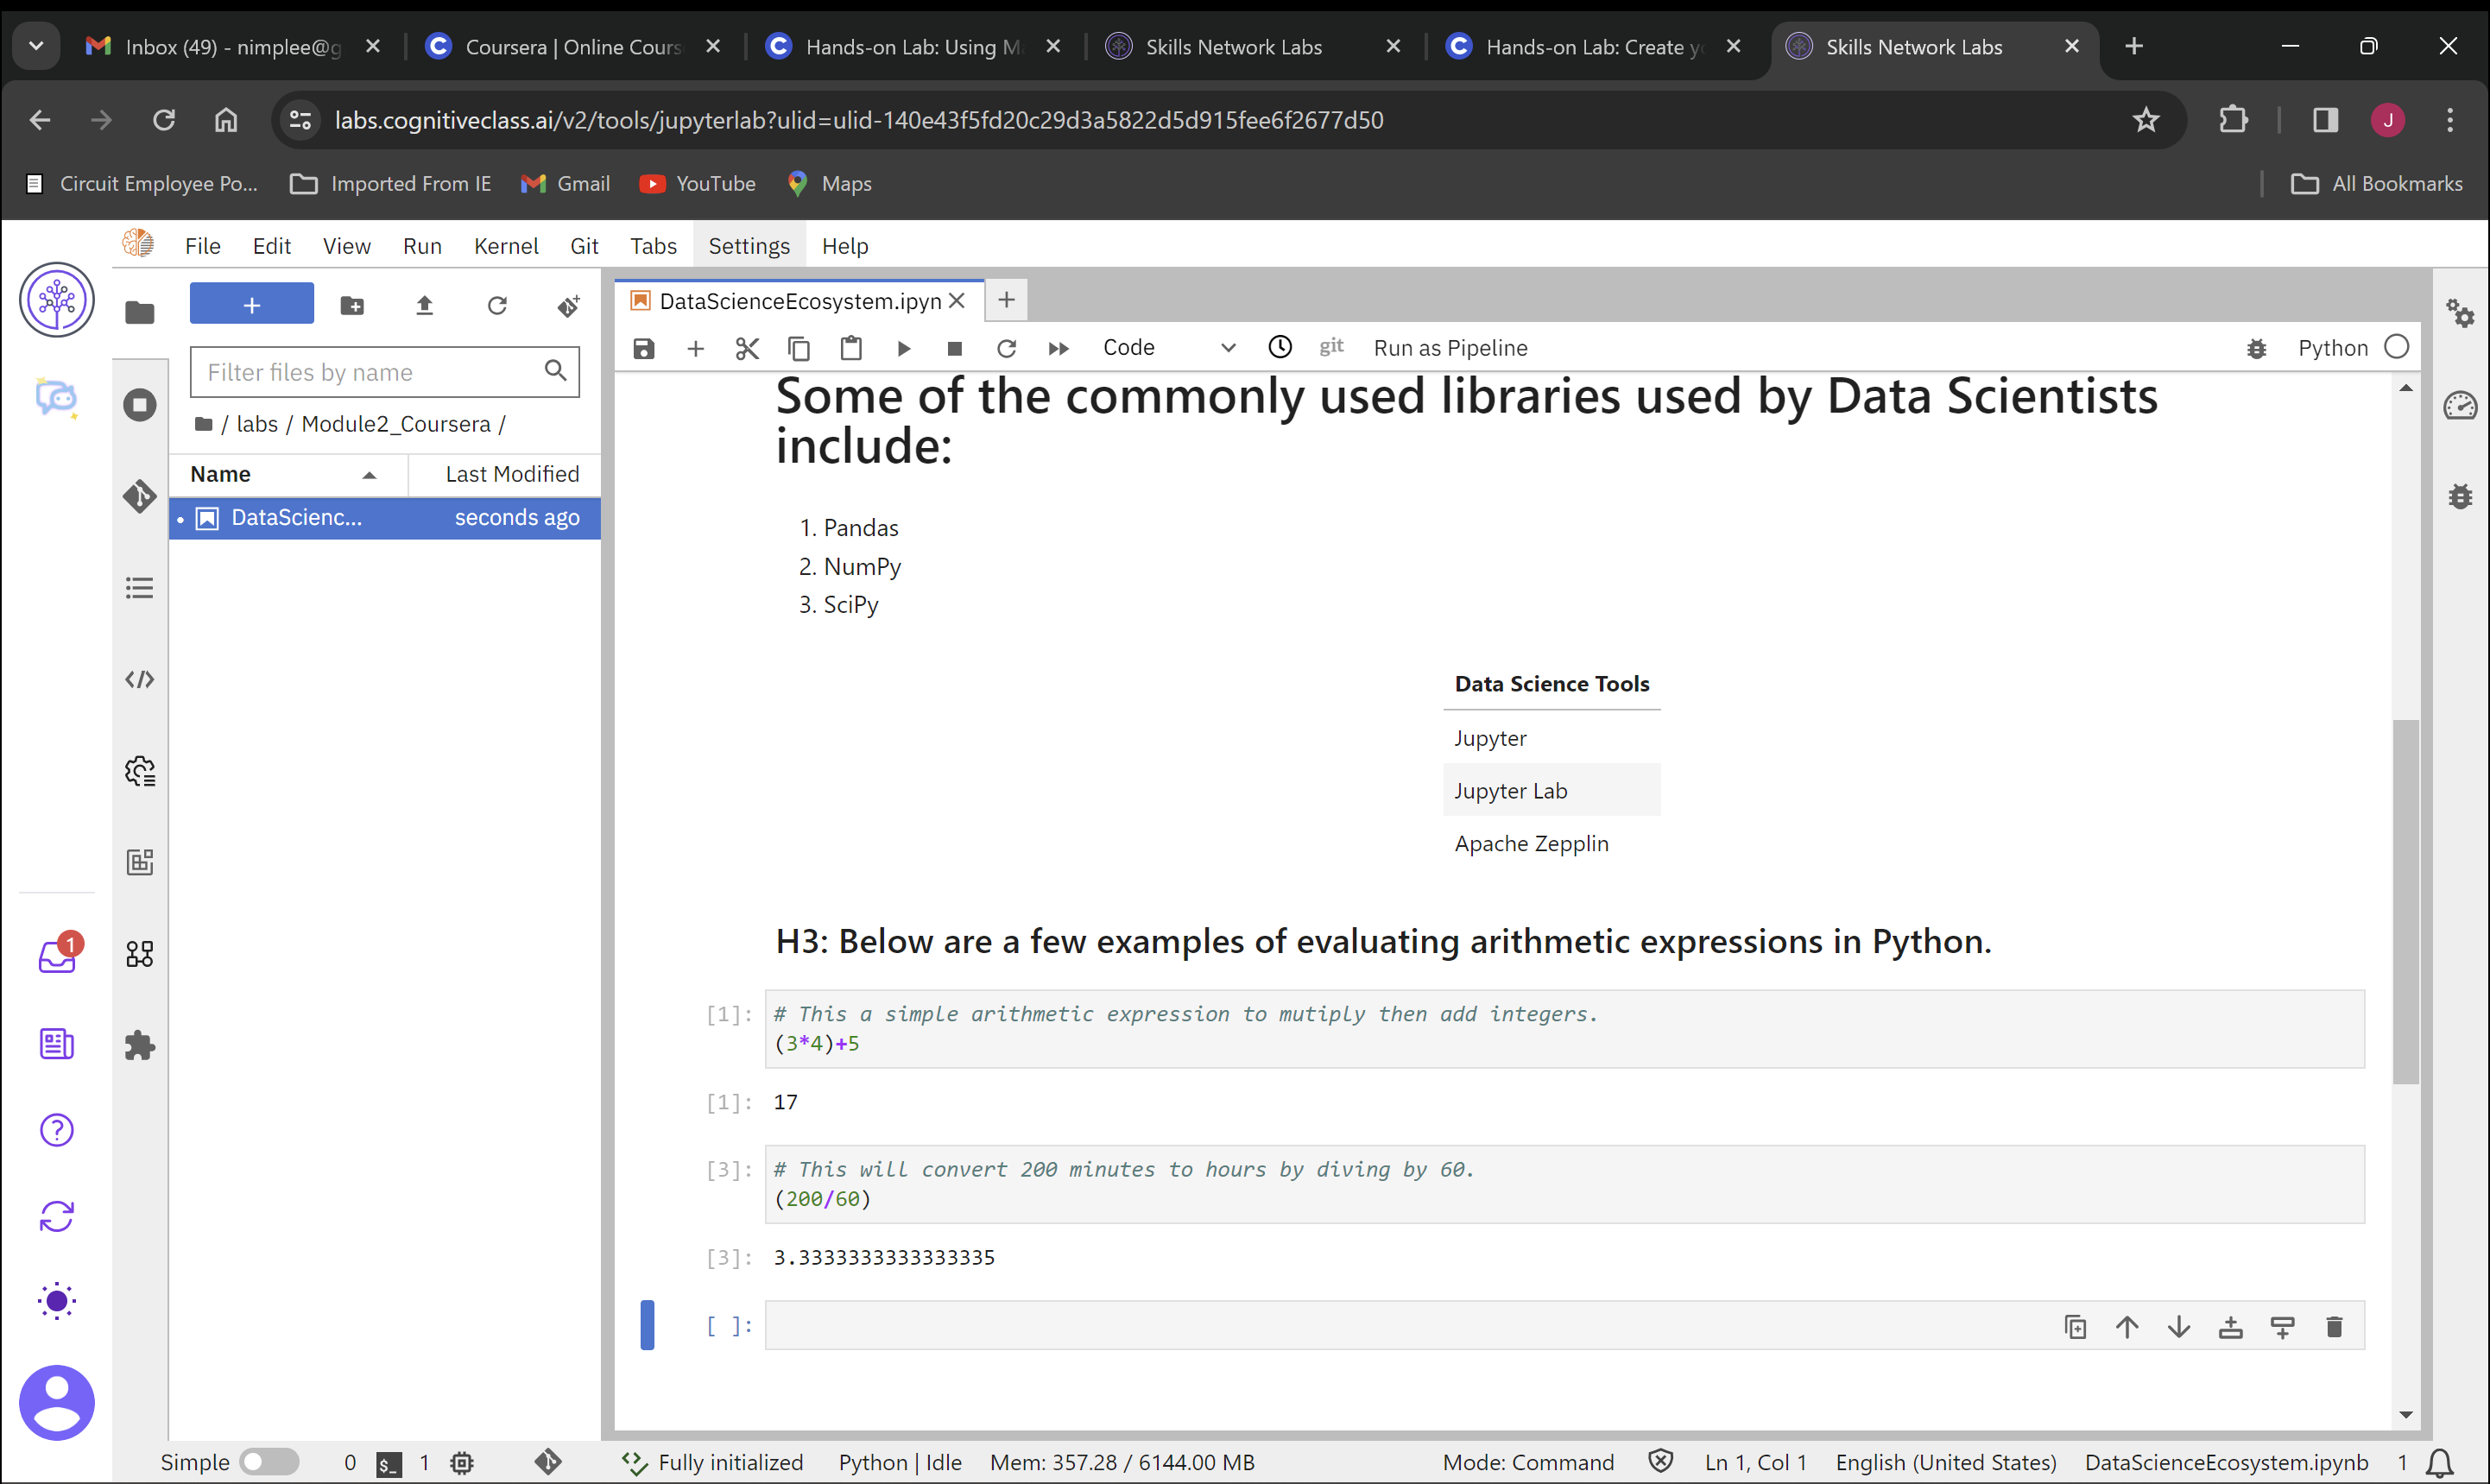 Inbox (49) - nimplee@g
Coursera | Online Cours
Hands-on Lab: Using M
Skills Network Labs
Hands-on Lab: Create y
Skills Network Labs
labs.cognitiveclass.ai/v2/tools/jupyterlab?ulid=ulid-140e43f5fd20c29d3a5822d5d915fee6f2677d50
J
Circuit Employee Po...
Imported From IE
Gmail
YouTube
Maps
All Bookmarks
File Edit View Run Kernel Git Tabs Settings Help
Filter files by name
/ labs / Module2_Coursera /
Name Last Modified
DataScienc... seconds ago
1
DataScienceEcosystem.ipyn
Code
git
Run as Pipeline
Python
Some of the commonly used libraries used by Data Scientists
include:
1. Pandas
2. NumPy
3. SciPy
Data Science Tools
Jupyter
Jupyter Lab
Apache Zepplin
H3: Below are a few examples of evaluating arithmetic expressions in Python.
[1]: # This a simple arithmetic expression to mutiply then add integers.
(3*4)+5
[1]: 17
[3]: # This will convert 200 minutes to hours by diving by 60.
(200/60)
[3]: 3.3333333333333335
[ ]:
Simple 0 $_ 1 Fully initialized Python | Idle Mem: 357.28 / 6144.00 MB Mode: Command Ln 1, Col 1 English (United States) DataScienceEcosystem.ipynb 1